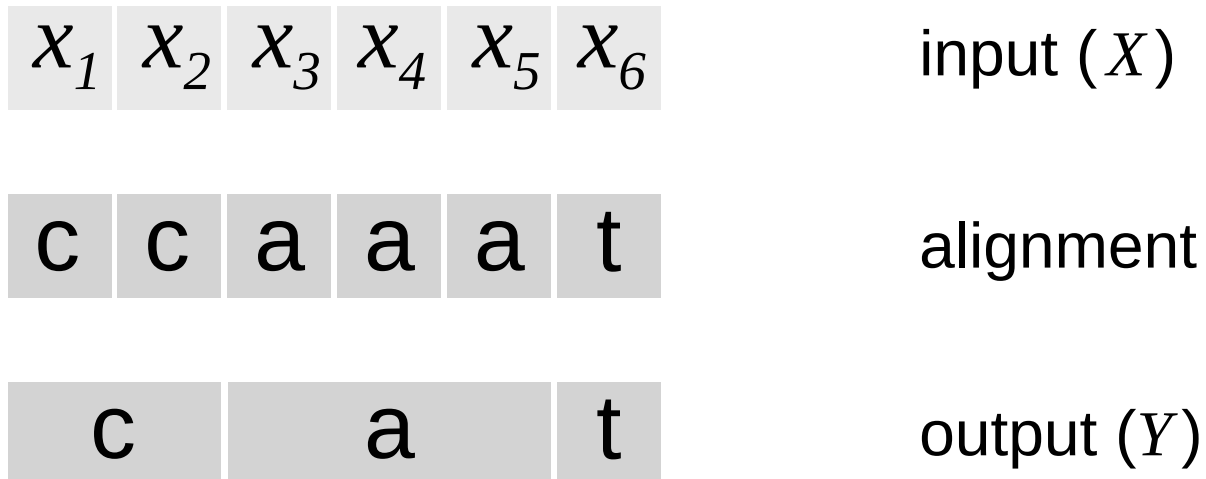 x1 x2 x3 x4 x5 x6 input (X)
c c a a a t alignment
c a t output (Y)